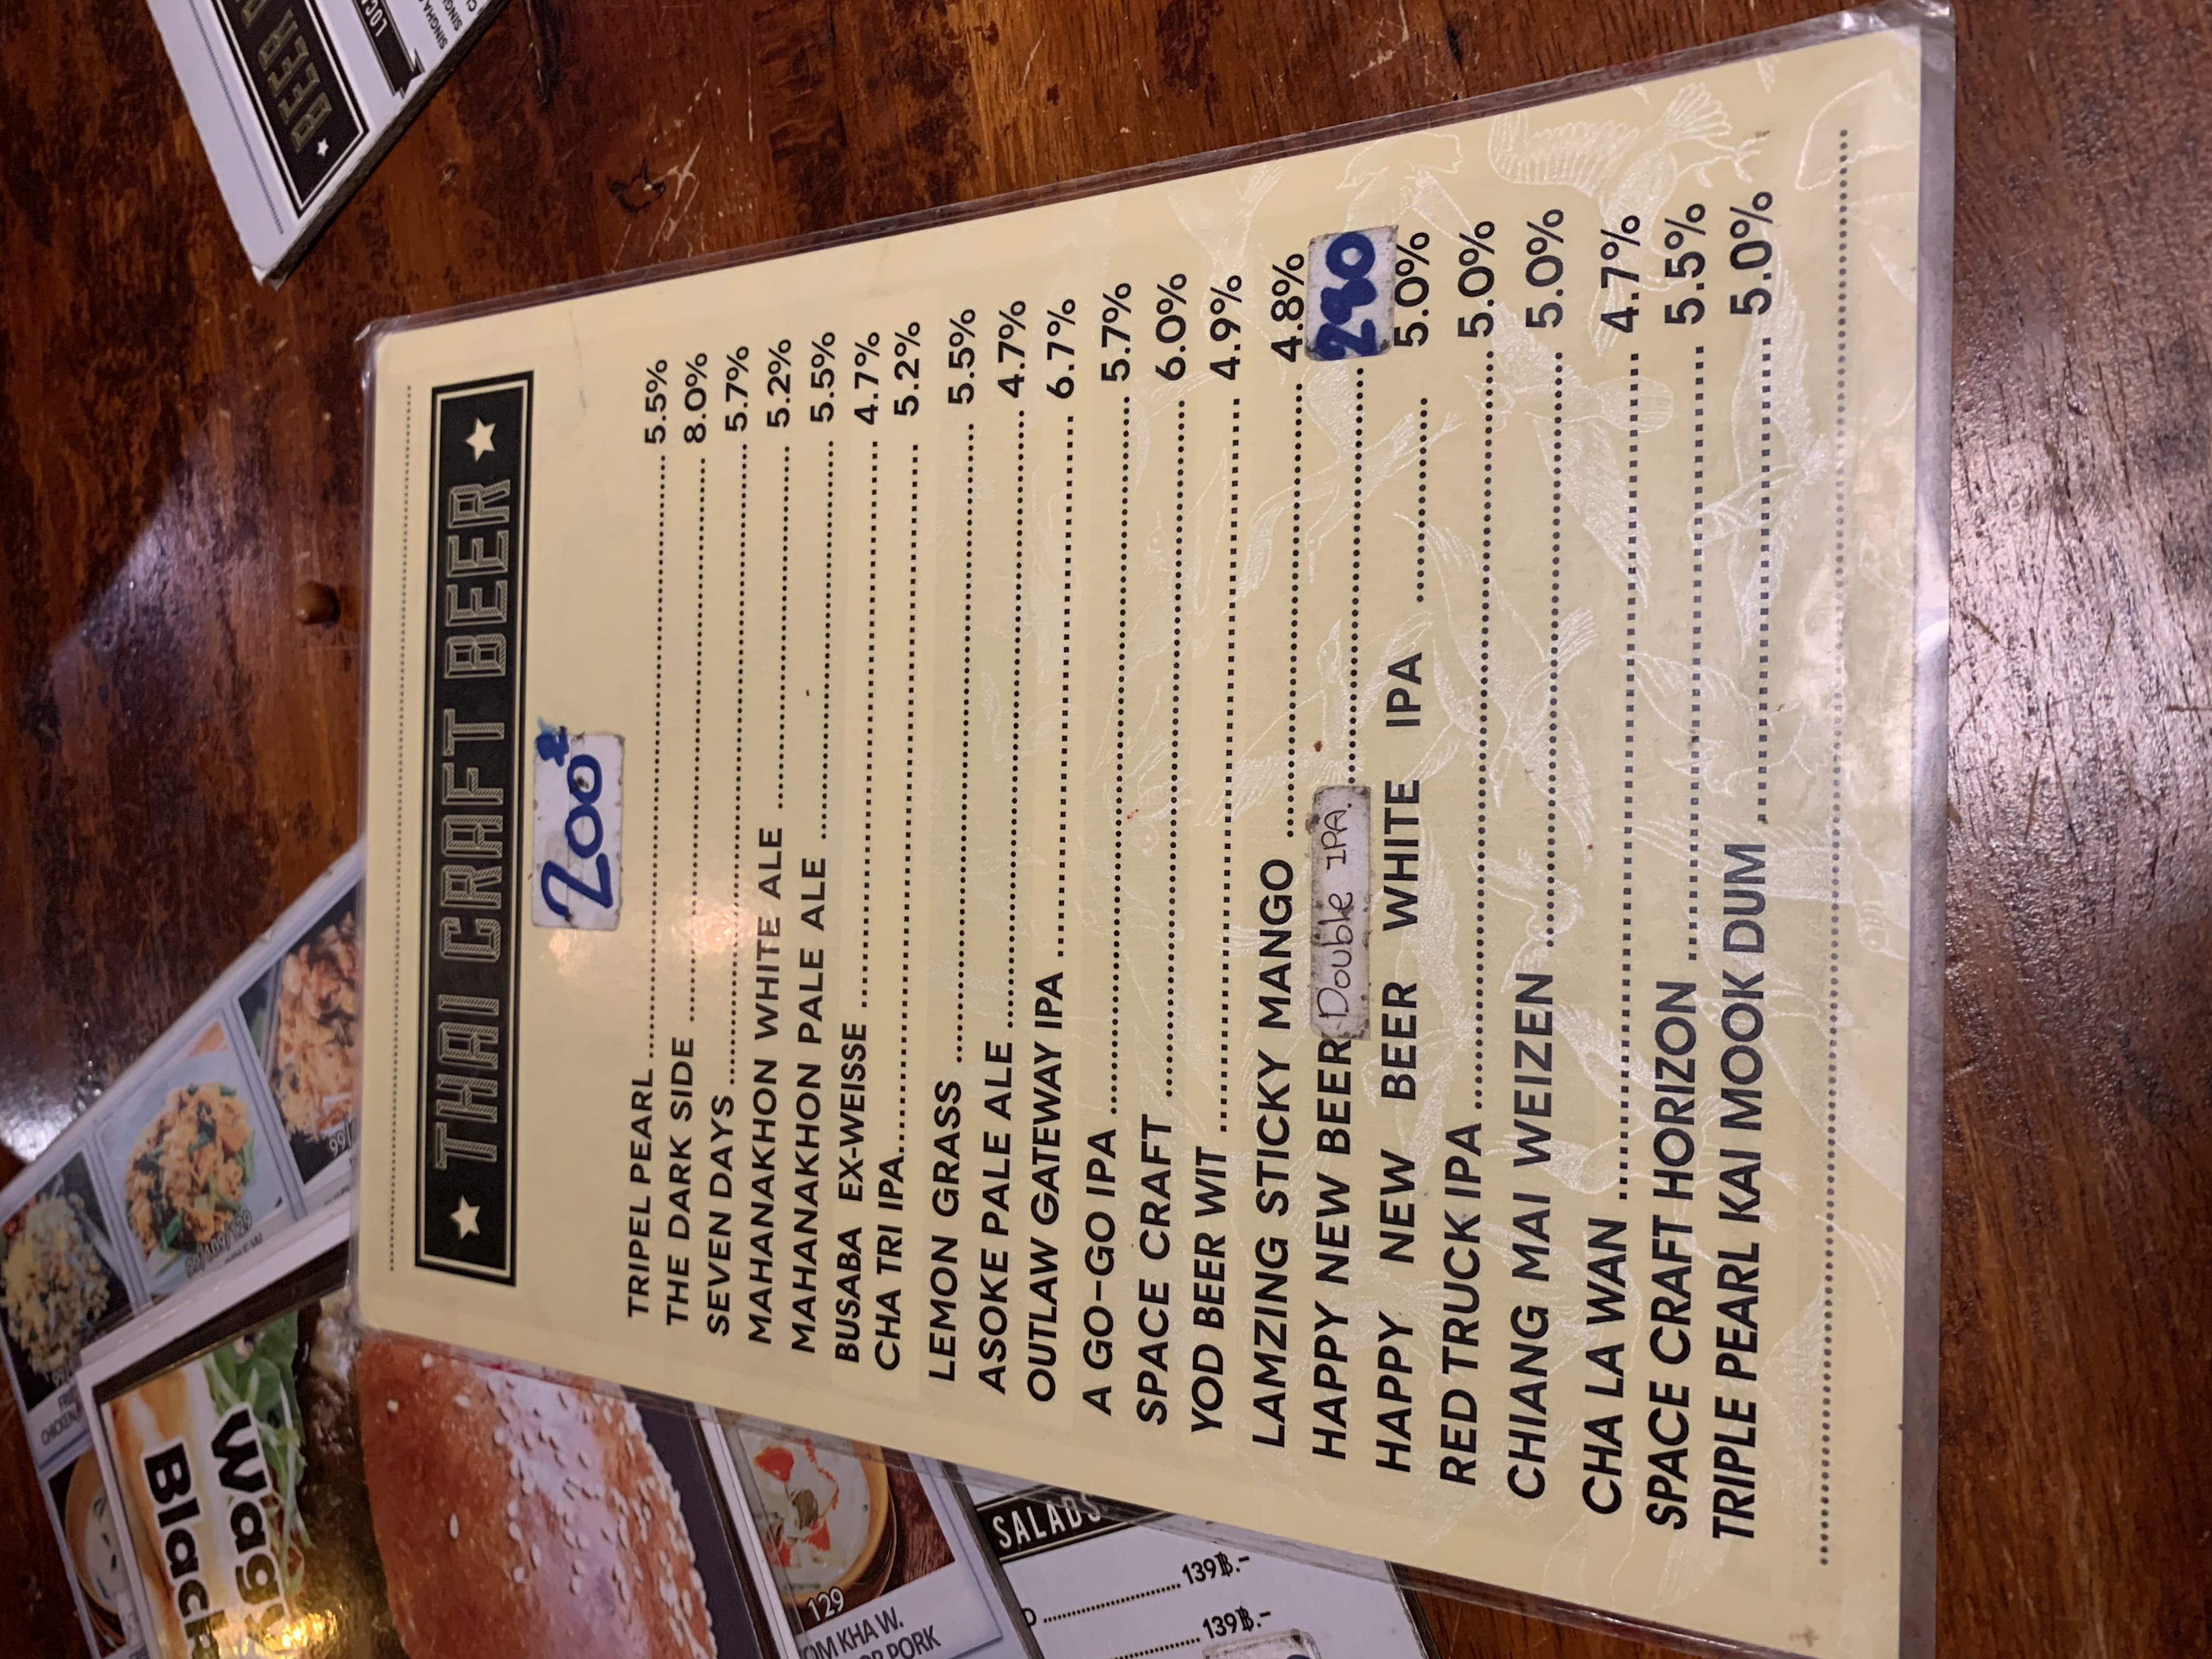 THAI CRAFT BEER
200฿
TRIPEL PEARL 5.5%
THE DARK SIDE 8.0%
SEVEN DAYS 5.7%
MAHANAKHON WHITE ALE 5.2%
MAHANAKHON PALE ALE 5.5%
BUSABA EX-WEISSE 4.7%
CHA TRI IPA 5.2%
LEMON GRASS 5.5%
ASOKE PALE ALE 4.7%
OUTLAW GATEWAY IPA 6.7%
A GO-GO IPA 5.7%
SPACE CRAFT 6.0%
YOD BEER WIT 4.9%
LAMZING STICKY MANGO 4.8%
HAPPY NEW BEER Double IPA
HAPPY NEW BEER WHITE IPA 5.0%
RED TRUCK IPA 5.0%
CHIANG MAI WEIZEN 5.0%
CHA LA WAN 4.7%
SPACE CRAFT HORIZON 5.5%
TRIPLE PEARL KAI MOOK DUM 5.0%
BEER
SALADS
139฿.-
139฿.-
129
OM KHA W.
OR PORK